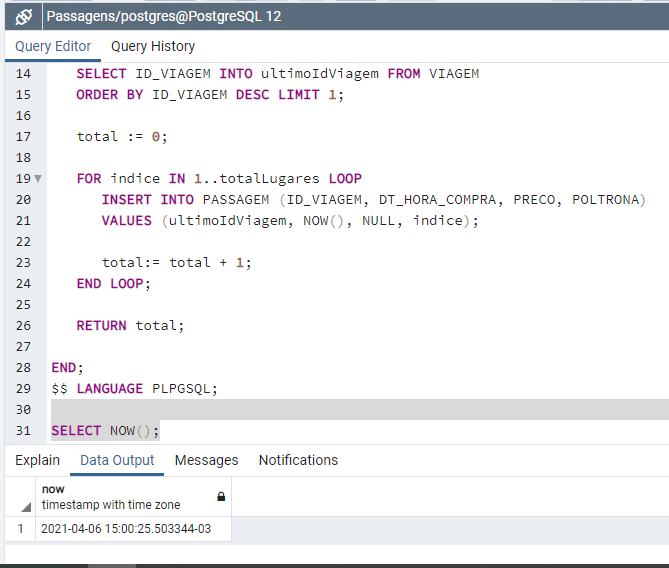 Passagens/postgres@PostgreSQL 12
Query Editor Query History
14 SELECT ID_VIAGEM INTO ultimoIdViagem FROM VIAGEM
15 ORDER BY ID_VIAGEM DESC LIMIT 1;
16
17 total := 0;
18
19 FOR indice IN 1..totalLugares LOOP
20 INSERT INTO PASSAGEM (ID_VIAGEM, DT_HORA_COMPRA, PRECO, POLTRONA)
21 VALUES (ultimoIdViagem, NOW(), NULL, indice);
22
23 total:= total + 1;
24 END LOOP;
25
26 RETURN total;
27
28 END;
29 $$ LANGUAGE PLPGSQL;
30
31 SELECT NOW();
Explain Data Output Messages Notifications
now
timestamp with time zone
1 2021-04-06 15:00:25.503344-03